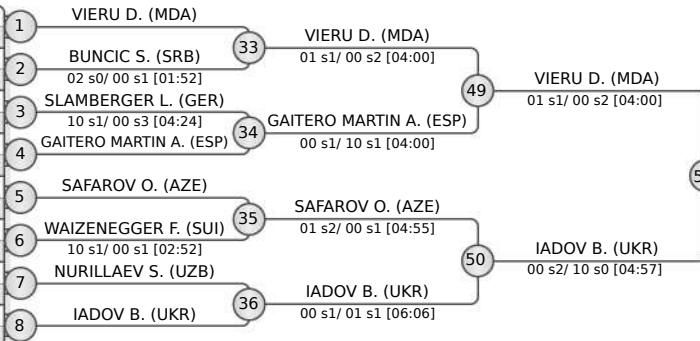 1
VIERU D. (MDA)
2
BUNCIC S. (SRB)
02 s0/ 00 s1 [01:52]
3
SLAMBERGER L. (GER)
10 s1/ 00 s3 [04:24]
4
GAITERO MARTIN A. (ESP)
5
SAFAROV O. (AZE)
6
WAIZENEGGER F. (SUI)
10 s1/ 00 s1 [02:52]
7
NURILLAEV S. (UZB)
8
IADOV B. (UKR)
33
VIERU D. (MDA)
01 s1/ 00 s2 [04:00]
34
GAITERO MARTIN A. (ESP)
00 s1/ 10 s1 [04:00]
35
SAFAROV O. (AZE)
01 s2/ 00 s1 [04:55]
36
IADOV B. (UKR)
00 s1/ 01 s1 [06:06]
49
VIERU D. (MDA)
01 s1/ 00 s2 [04:00]
50
IADOV B. (UKR)
00 s2/ 10 s0 [04:57]